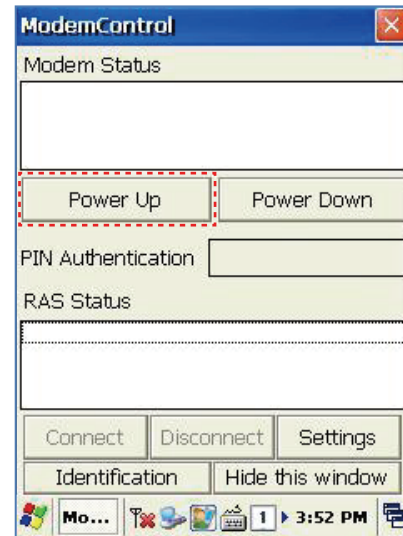 ModemControl
Modem Status
Power Up Power Down
PIN Authentication
RAS Status
Connect Disconnect Settings
Identification Hide this window
Mo... 1 3:52 PM